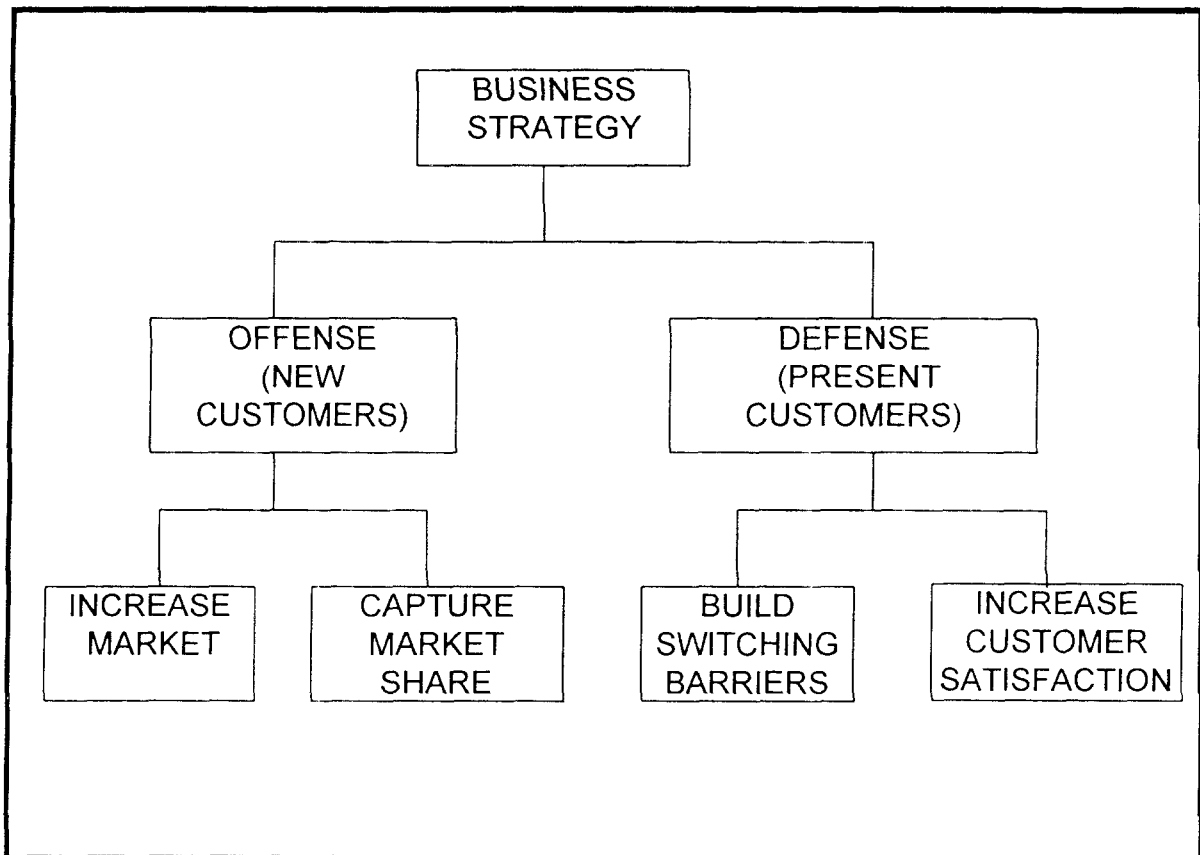 BUSINESS
STRATEGY
OFFENSE
(NEW
CUSTOMERS)
DEFENSE
(PRESENT
CUSTOMERS)
INCREASE
MARKET
CAPTURE
MARKET
SHARE
BUILD
SWITCHING
BARRIERS
INCREASE
CUSTOMER
SATISFACTION